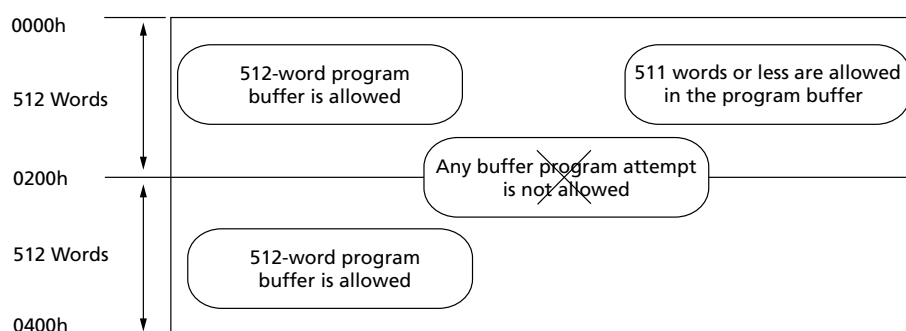 0000h
512 Words
512-word program
buffer is allowed
511 words or less are allowed
in the program buffer
Any buffer program attempt
is not allowed
0200h
512 Words
512-word program
buffer is allowed
0400h